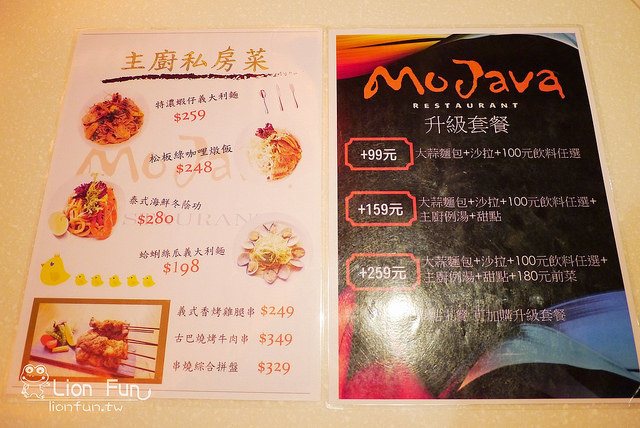 主廚私房菜
特濃蝦仔義大利麵
$259
松板綠咖哩燉飯
$248
泰式海鮮冬陰功
$280
蛤蜊絲瓜義大利麵
$198
義式香烤雞腿串 $249
古巴燒烤牛肉串 $349
串燒綜合拼盤 $329
Lion Fun
lionfun.tw
MoJava
RESTAURANT
升級套餐
+99元
大蒜麵包+沙拉+100元飲料任選
+159元
大蒜麵包+沙拉+100元飲料任選+
主廚例湯+甜點
+259元
大蒜麵包+沙拉+100元飲料任選+
主廚例湯+甜點+180元前菜
可加購升級套餐